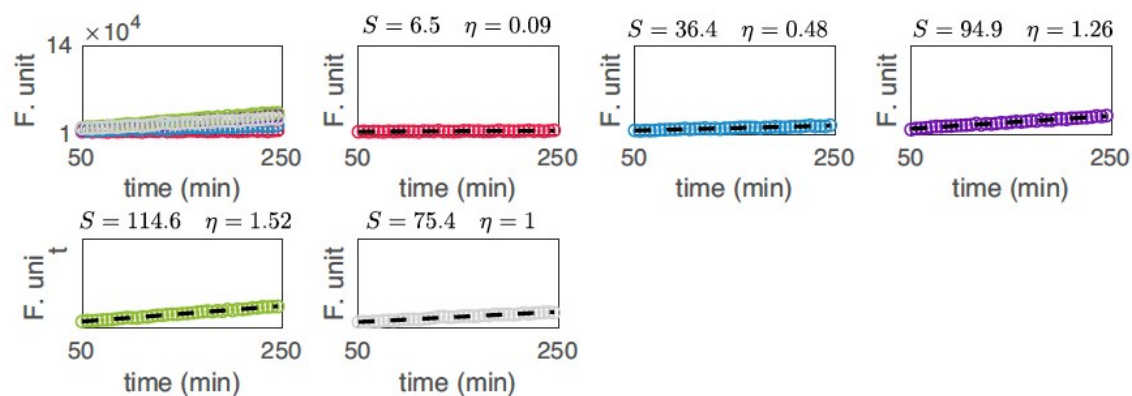 ×10⁴
14
F. unit
1
50
250
time (min)
S = 6.5 η = 0.09
F. unit
50
250
time (min)
S = 36.4 η = 0.48
F. unit
50
250
time (min)
S = 94.9 η = 1.26
F. unit
50
250
time (min)
S = 114.6 η = 1.52
F. uni
t
50
250
time (min)
S = 75.4 η = 1
F. unit
50
250
time (min)